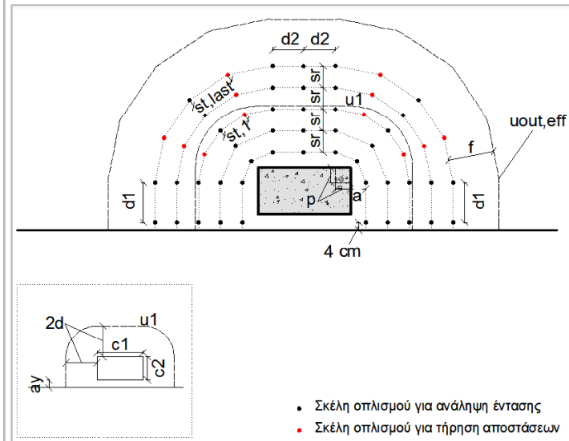 d2 d2
st,last
sr
sr
u1
st,1
sr
sr
uout,eff
f
d1
p
a
d1
4 cm
2d
u1
c1
c2
ay
Σκέλη οπλισμού για ανάληψη έντασης
Σκέλη οπλισμού για τήρηση αποστάσεων